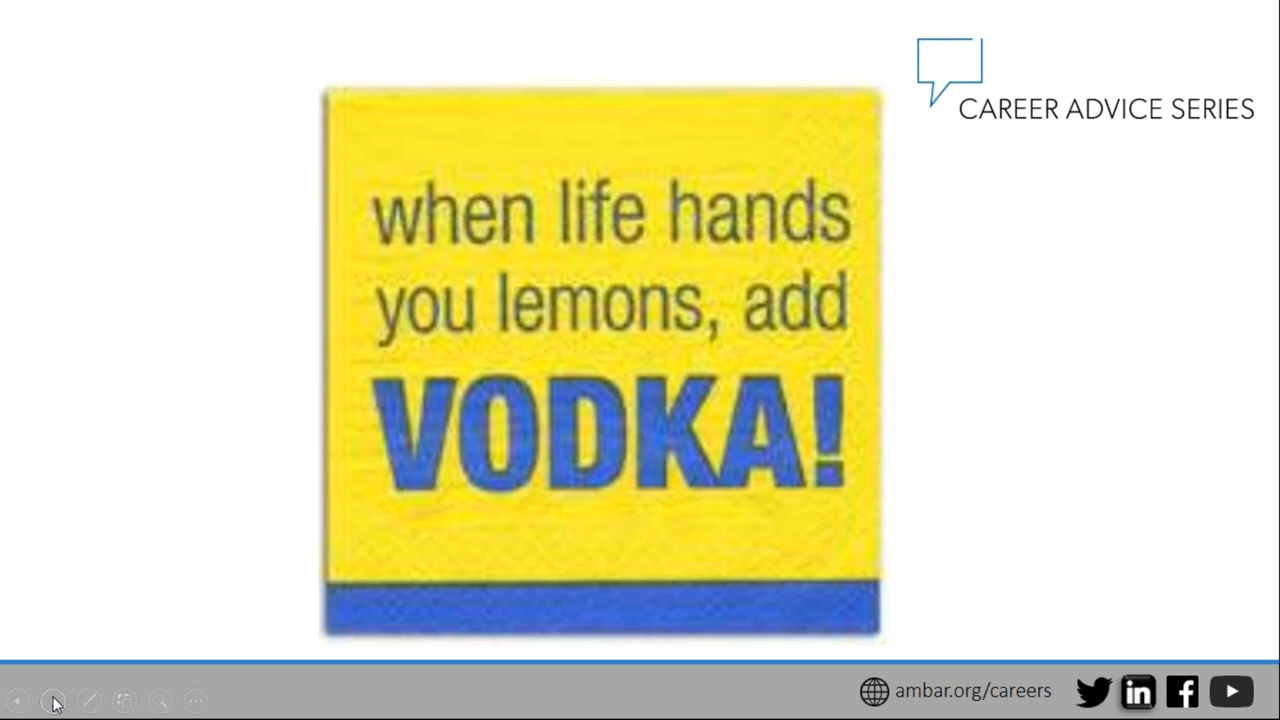 CAREER ADVICE SERIES
when life hands
you lemons, add
VODKA!
ambar.org/careers